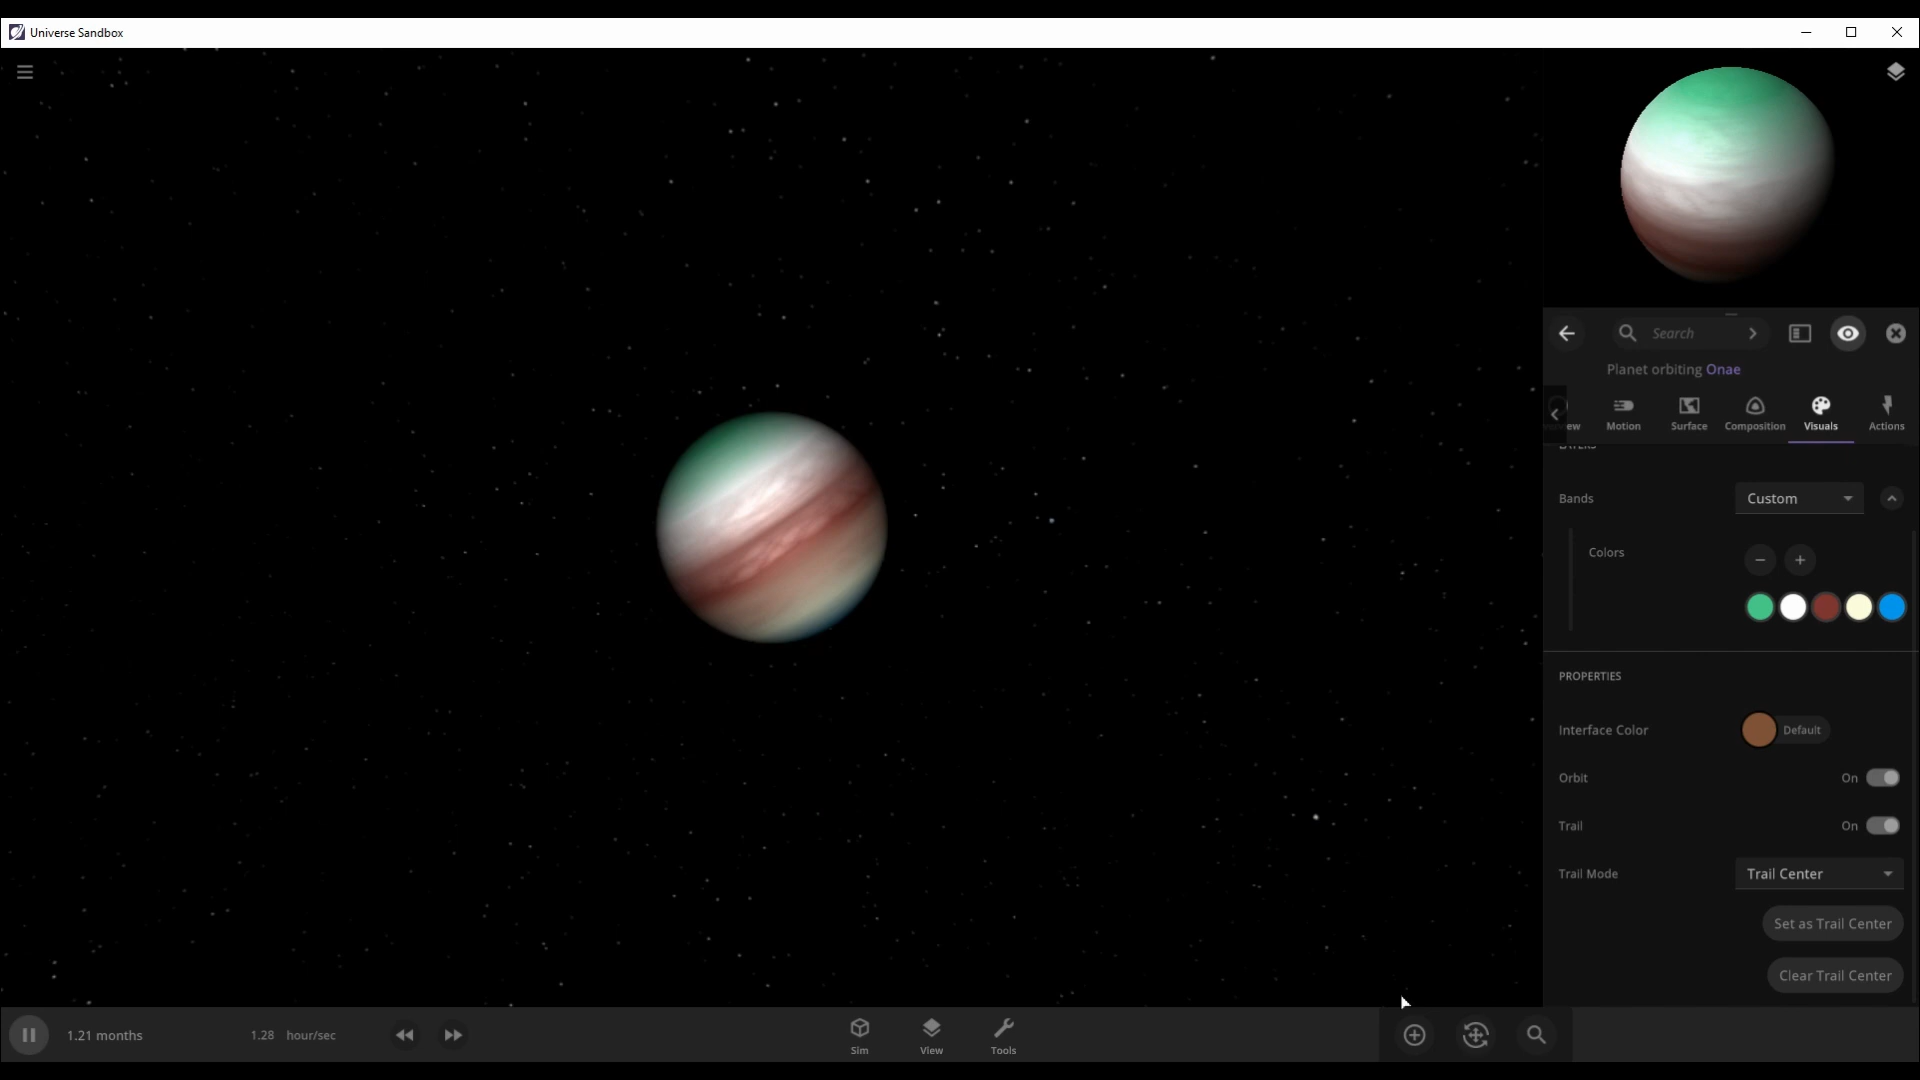 Universe Sandbox
Search
Planet orbiting Onae
Motion
Surface
Composition
Visuals
Actions
Bands
Custom
Colors
PROPERTIES
Interface Color
Default
Orbit
On
Trail
On
Trail Mode
Trail Center
Set as Trail Center
Clear Trail Center
1.21 months
1.28 hour/sec
Sim
View
Tools